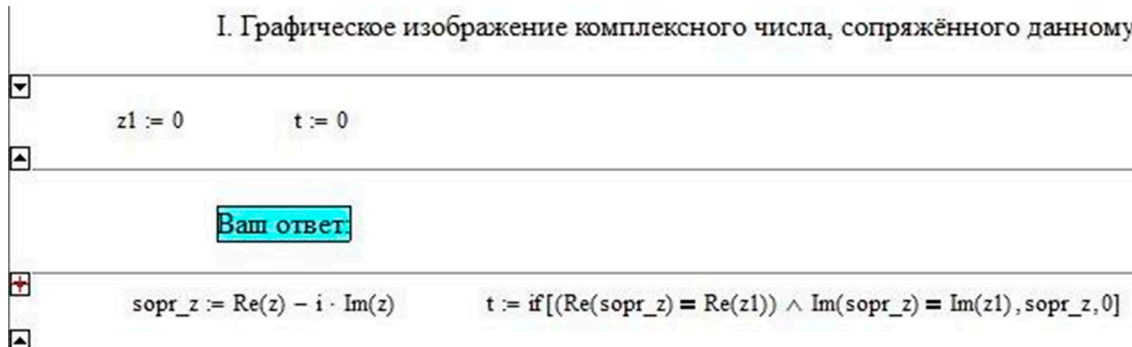 I. Графическое изображение комплексного числа, сопряжённого данному
z1 := 0 t := 0
Ваш ответ:
sopr_z := Re(z) − i · Im(z) t := if[(Re(sopr_z) = Re(z1)) ∧ Im(sopr_z) = Im(z1),sopr_z,0]